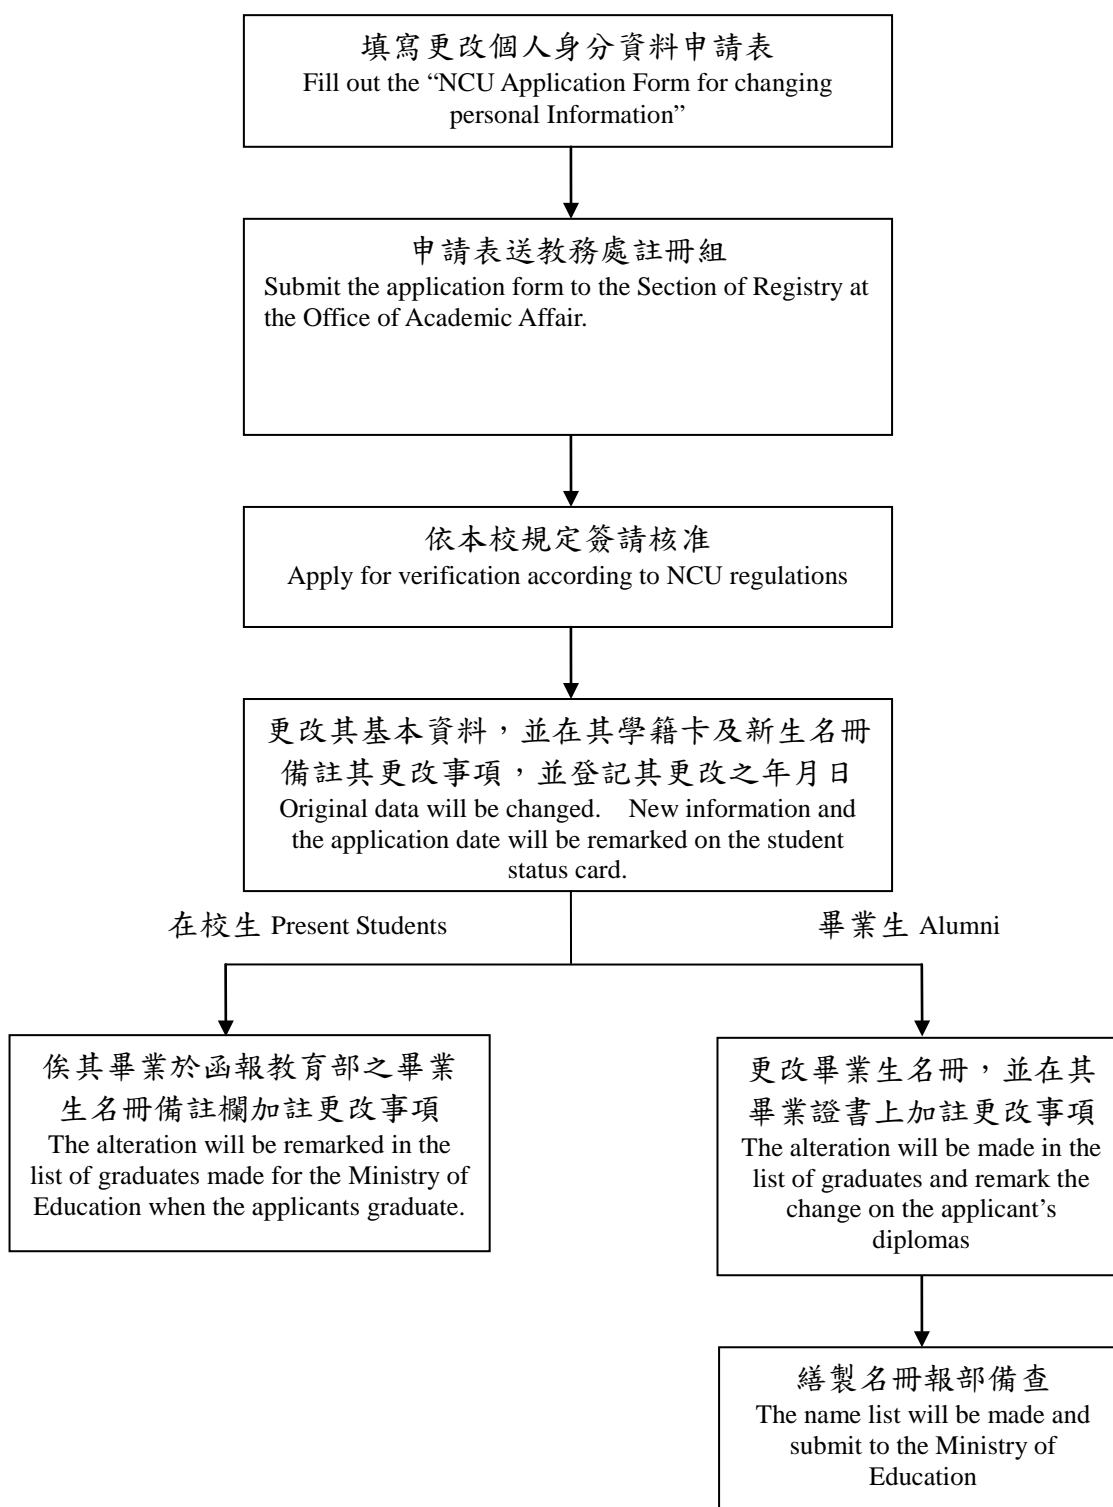 填寫更改個人身分資料申請表
Fill out the “NCU Application Form for changing
personal Information”
申請表送教務處註冊組
Submit the application form to the Section of Registry at
the Office of Academic Affair.
依本校規定簽請核准
Apply for verification according to NCU regulations
更改其基本資料，並在其學籍卡及新生名冊
備註其更改事項，並登記其更改之年月日
Original data will be changed. New information and
the application date will be remarked on the student
status card.
在校生 Present Students
畢業生 Alumni
俟其畢業於函報教育部之畢業
生名冊備註欄加註更改事項
The alteration will be remarked in the
list of graduates made for the Ministry of
Education when the applicants graduate.
更改畢業生名冊，並在其
畢業證書上加註更改事項
The alteration will be made in the
list of graduates and remark the
change on the applicant’s
diplomas
繕製名冊報部備查
The name list will be made and
submit to the Ministry of
Education